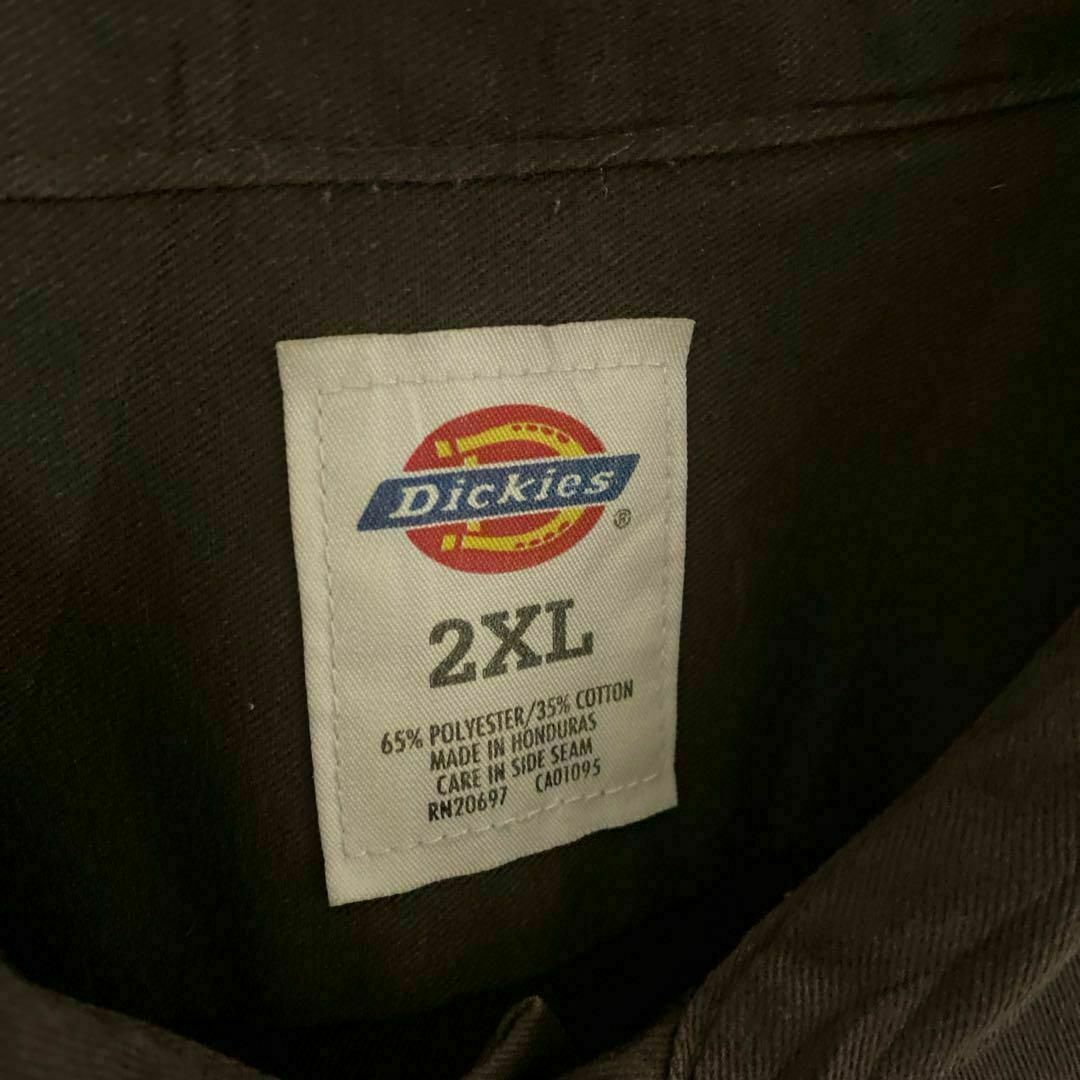 Dickies
®
2XL
65% POLYESTER/35% COTTON
MADE IN HONDURAS
CARE IN SIDE SEAM
RN20697 CA01095